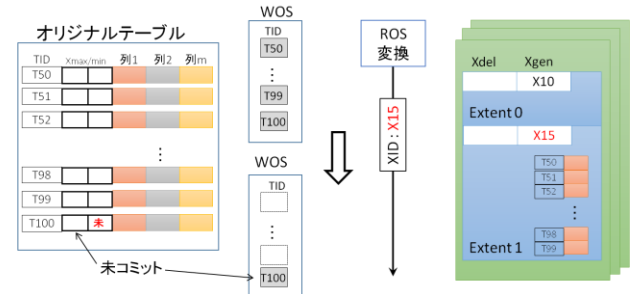 オリジナルテーブル
TID Xmax/min 列1 列2 列m
T50
T51
T52
⋮
T98
T99
T100 未
未コミット
WOS
TID
T50
⋮
T99
T100
WOS
TID
⋮
T100
ROS
変換
XID：X15
Xdel Xgen
X10
Extent 0
X15
T50
T51
T52
⋮
T98
T99
Extent 1